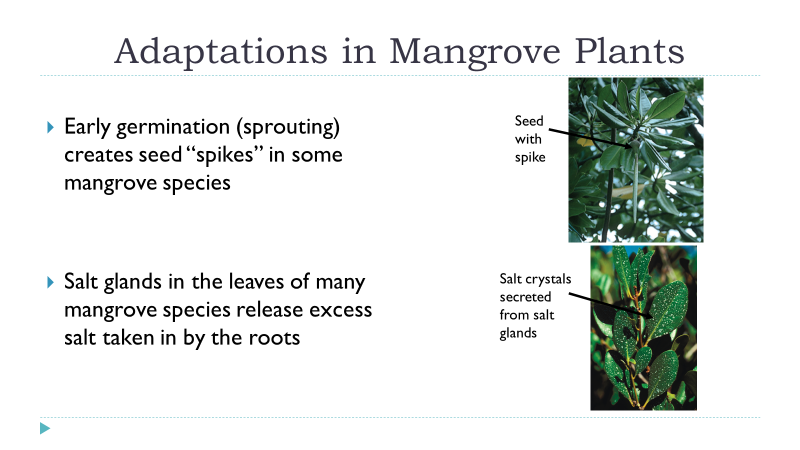 Adaptations in Mangrove Plants
Early germination (sprouting)
creates seed “spikes” in some
mangrove species
Seed
with
spike
Salt glands in the leaves of many
mangrove species release excess
salt taken in by the roots
Salt crystals
secreted
from salt
glands